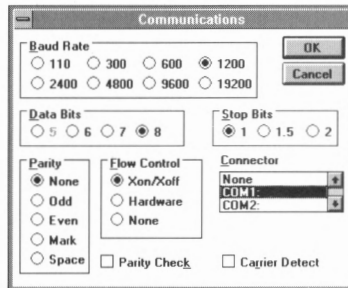 Communications
Baud Rate
110 300 600 1200
2400 4800 9600 19200
OK
Cancel
Data Bits
5 6 7 8
Stop Bits
1 1.5 2
Parity
None
Odd
Even
Mark
Space
Flow Control
Xon/Xoff
Hardware
None
Connector
None
COM1:
COM2:
Parity Check
Carrier Detect